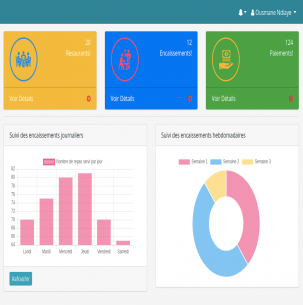 Ousmane Ndiaye
20
Restaurants!
Voir Détails
12
Encaissements!
Voir Détails
124
Paiements!
Voir Détails
Suivi des encaissements journaliers
Nombre de repas servi par jour
82
80
78
76
74
72
70
68
66
64
Lundi
Mardi
Mercredi
Jeudi
Vendredi
Samedi
Rafraichir
Suivi des encaissements hebdomadaires
Semaine 1 Semaine 2 Semaine 3